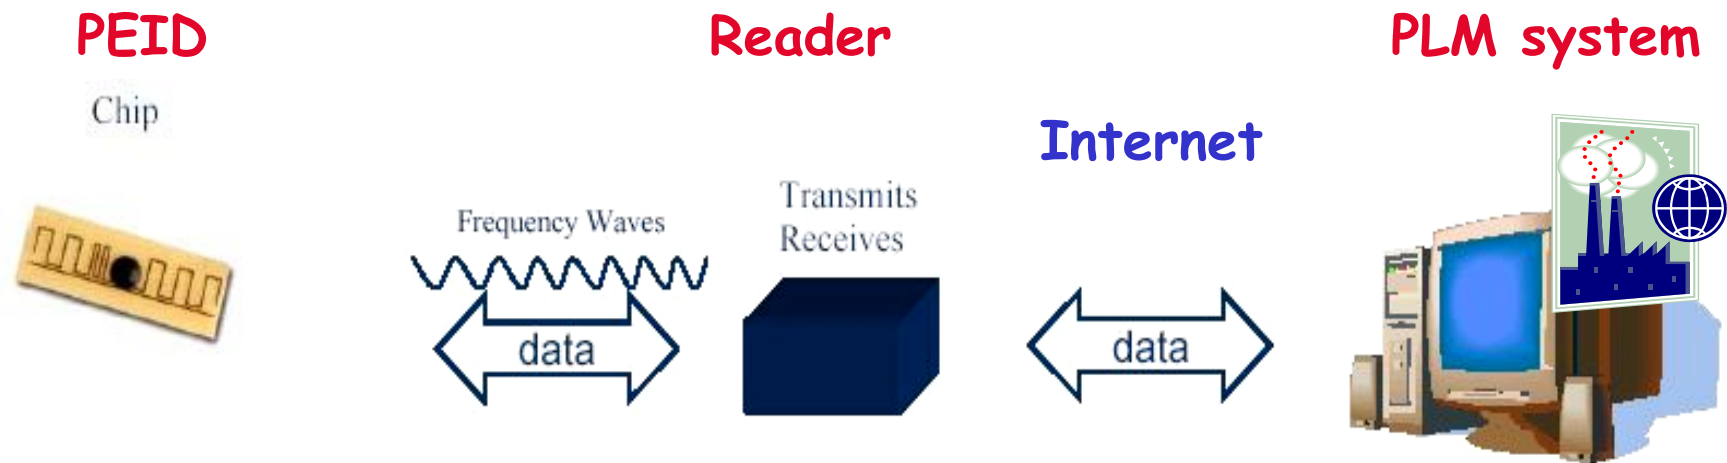 PEID
Reader
PLM system
Chip
Internet
Transmits
Receives
Frequency Waves
data
data